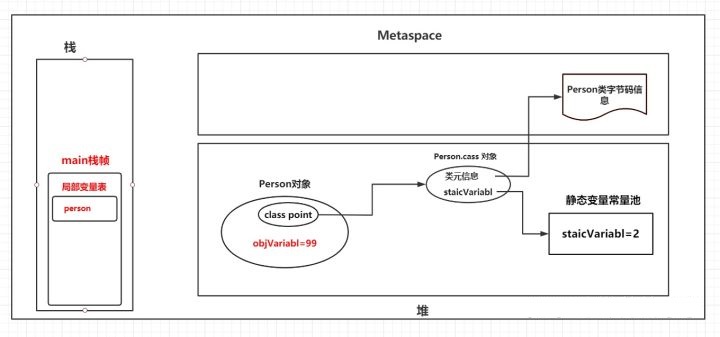 Metaspace
栈
Person类字节码信
息
main栈帧
局部变量表
person
Person.cass 对象
类元信息
staicVariabl
Person对象
class point
objVariabl=99
静态变量常量池
staicVariabl=2
堆